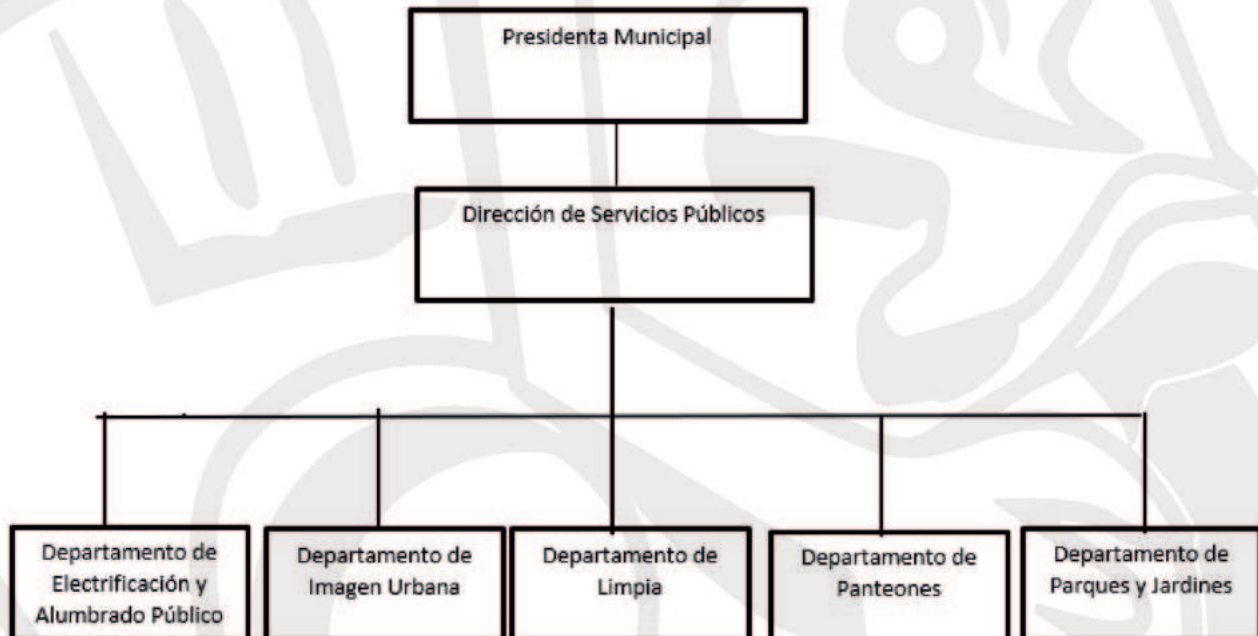 Presidenta Municipal
Dirección de Servicios Públicos
Departamento de
Electrificación y
Alumbrado Público
Departamento de
Imagen Urbana
Departamento de
Limpia
Departamento de
Panteones
Departamento de
Parques y Jardines